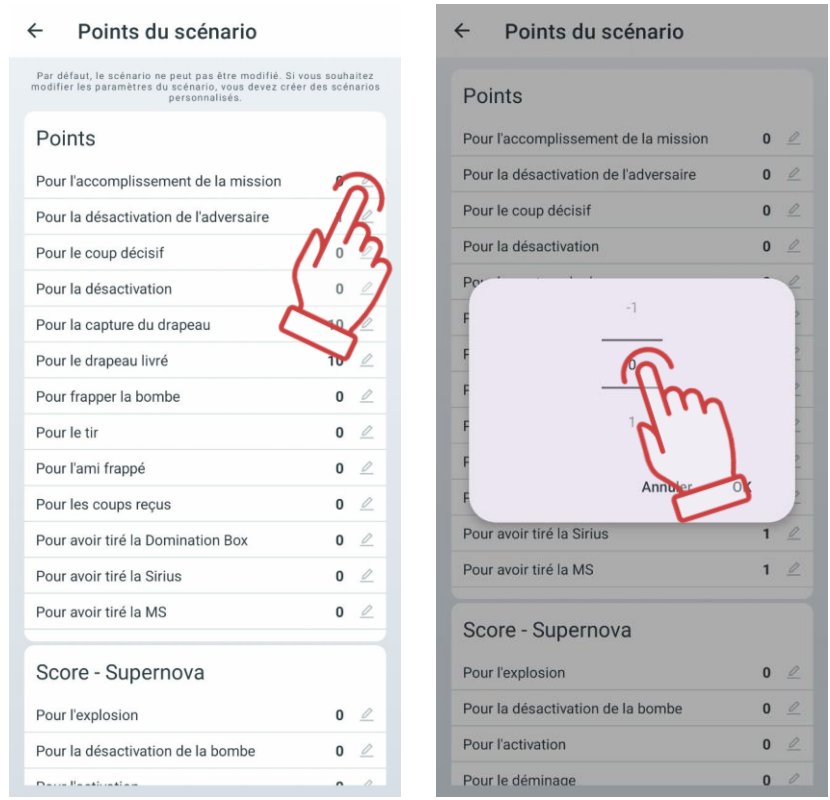 Points du scénario
Par défaut, le scénario ne peut pas être modifié. Si vous souhaitez
modifier les paramètres du scénario, vous devez créer des scénarios
personnalisés.
Points
Pour l'accomplissement de la mission 0
Pour la désactivation de l'adversaire
Pour le coup décisif 0
Pour la désactivation 0
Pour la capture du drapeau 10
Pour le drapeau livré 10
Pour frapper la bombe 0
Pour le tir 0
Pour l'ami frappé 0
Pour les coups reçus 0
Pour avoir tiré la Domination Box 0
Pour avoir tiré la Sirius 0
Pour avoir tiré la MS 0
Score - Supernova
Pour l'explosion 0
Pour la désactivation de la bombe 0
Pour l'activation 0
Points du scénario
Points
Pour l'accomplissement de la mission 0
Pour la désactivation de l'adversaire 0
Pour le coup décisif 0
Pour la désactivation 0
-1
0
1
Annuler OK
Pour avoir tiré la Sirius 1
Pour avoir tiré la MS 1
Score - Supernova
Pour l'explosion 0
Pour la désactivation de la bombe 0
Pour l'activation 0
Pour le déminage 0